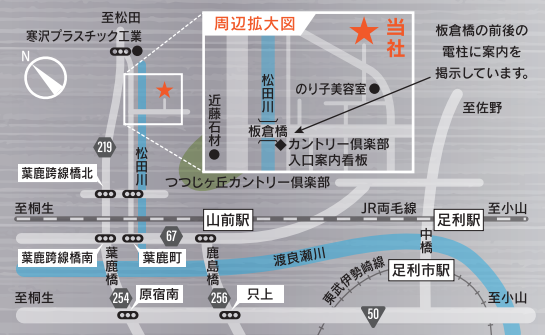 至松田
寒沢プラスチック工業
N
周辺拡大図
当社
板倉橋の前後の
電柱に案内を
掲示しています。
松田川
のり子美容室
近藤石材
板倉橋
カントリー倶楽部
入口案内看板
至佐野
219
松田川
葉鹿跨線橋北
つつじヶ丘カントリー倶楽部
至桐生
山前駅
JR両毛線
足利駅
至小山
67
葉鹿跨線橋南
葉鹿橋
葉鹿町
鹿島橋
渡良瀬川
中橋
東武伊勢崎線
足利市駅
至桐生
254
原宿南
256
只上
50
至小山